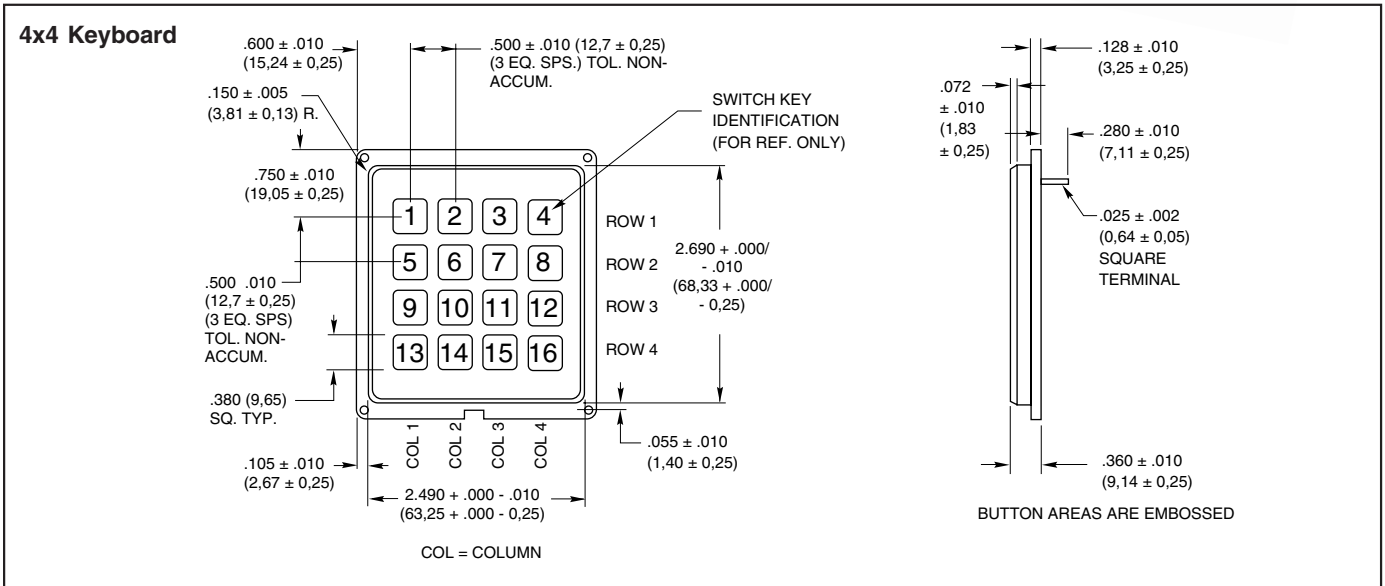 4x4 Keyboard
.600 ± .010
(15,24 ± 0,25)
.500 ± .010 (12,7 ± 0,25)
(3 EQ. SPS.) TOL. NON-
ACCUM.
.150 ± .005
(3,81 ± 0,13) R.
SWITCH KEY
IDENTIFICATION
(FOR REF. ONLY)
.750 ± .010
(19,05 ± 0,25)
1 2 3 4
ROW 1
5 6 7 8
ROW 2
9 10 11 12
ROW 3
13 14 15 16
ROW 4
.500 .010
(12,7 ± 0,25)
(3 EQ. SPS)
TOL. NON-
ACCUM.
2.690 + .000/
- .010
(68,33 + .000/
- 0,25)
.380 (9,65)
SQ. TYP.
COL 1
COL 2
COL 3
COL 4
.105 ± .010
(2,67 ± 0,25)
.055 ± .010
(1,40 ± 0,25)
2.490 + .000 - .010
(63,25 + .000 - 0,25)
COL = COLUMN
.128 ± .010
(3,25 ± 0,25)
.072
± .010
(1,83
± 0,25)
.280 ± .010
(7,11 ± 0,25)
.025 ± .002
(0,64 ± 0,05)
SQUARE
TERMINAL
.360 ± .010
(9,14 ± 0,25)
BUTTON AREAS ARE EMBOSSED